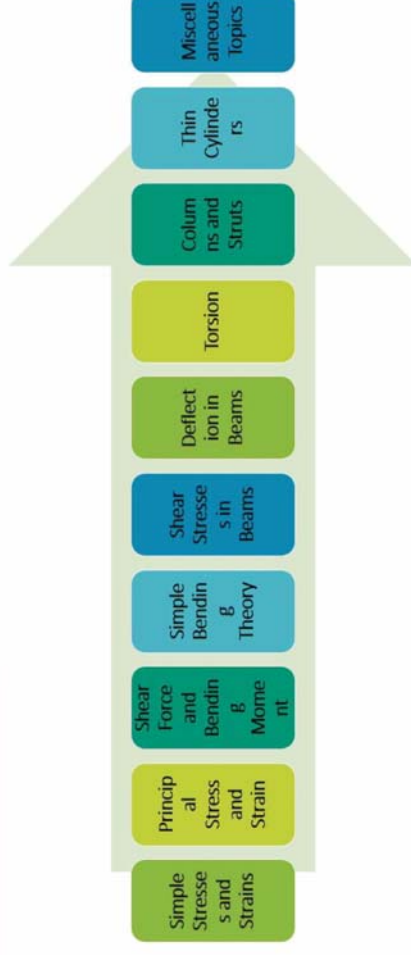 Simple
Stresse
s and
Strains
Princip
al
Stress
and
Strain
Shear
Force
and
Bendin
g
Mome
nt
Simple
Bendin
g
Theory
Shear
Stresse
s in
Beams
Deflect
ion in
Beams
Torsion
Colum
ns and
Struts
Thin
Cylinde
rs
Miscell
aneous
Topics